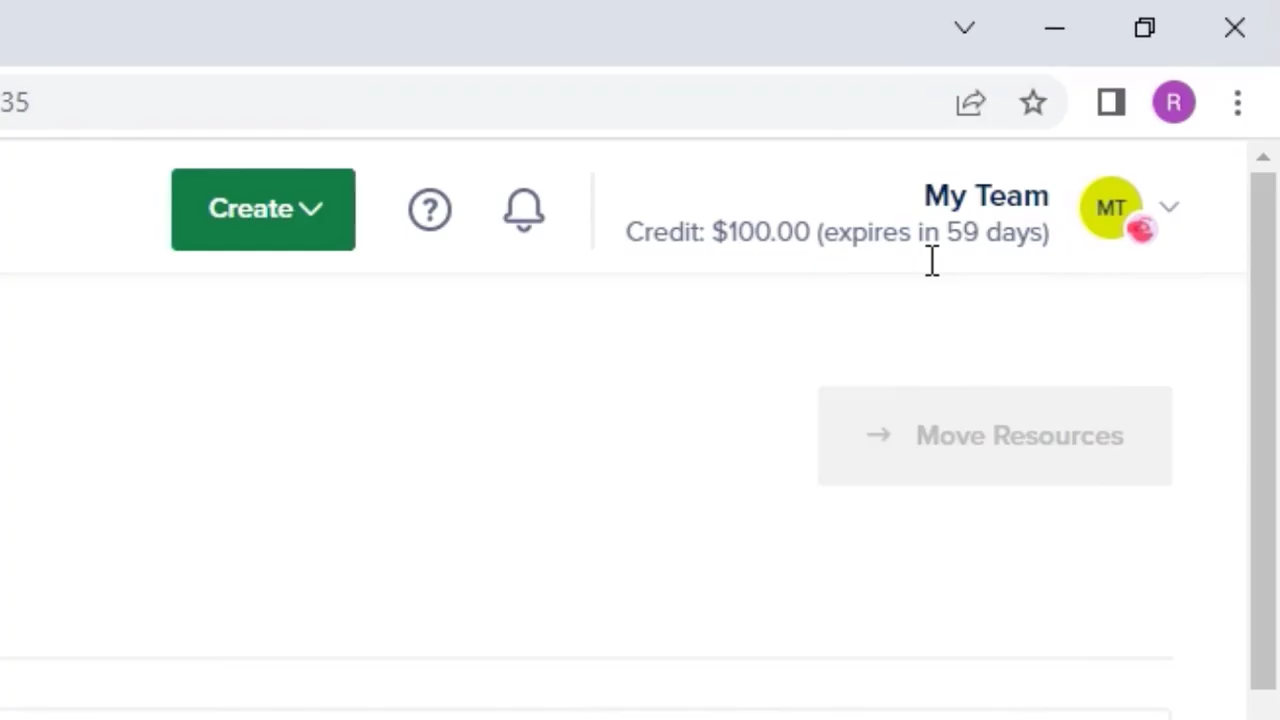 35
R
Create
?
My Team
Credit: $100.00 (expires in 59 days)
MT
→ Move Resources